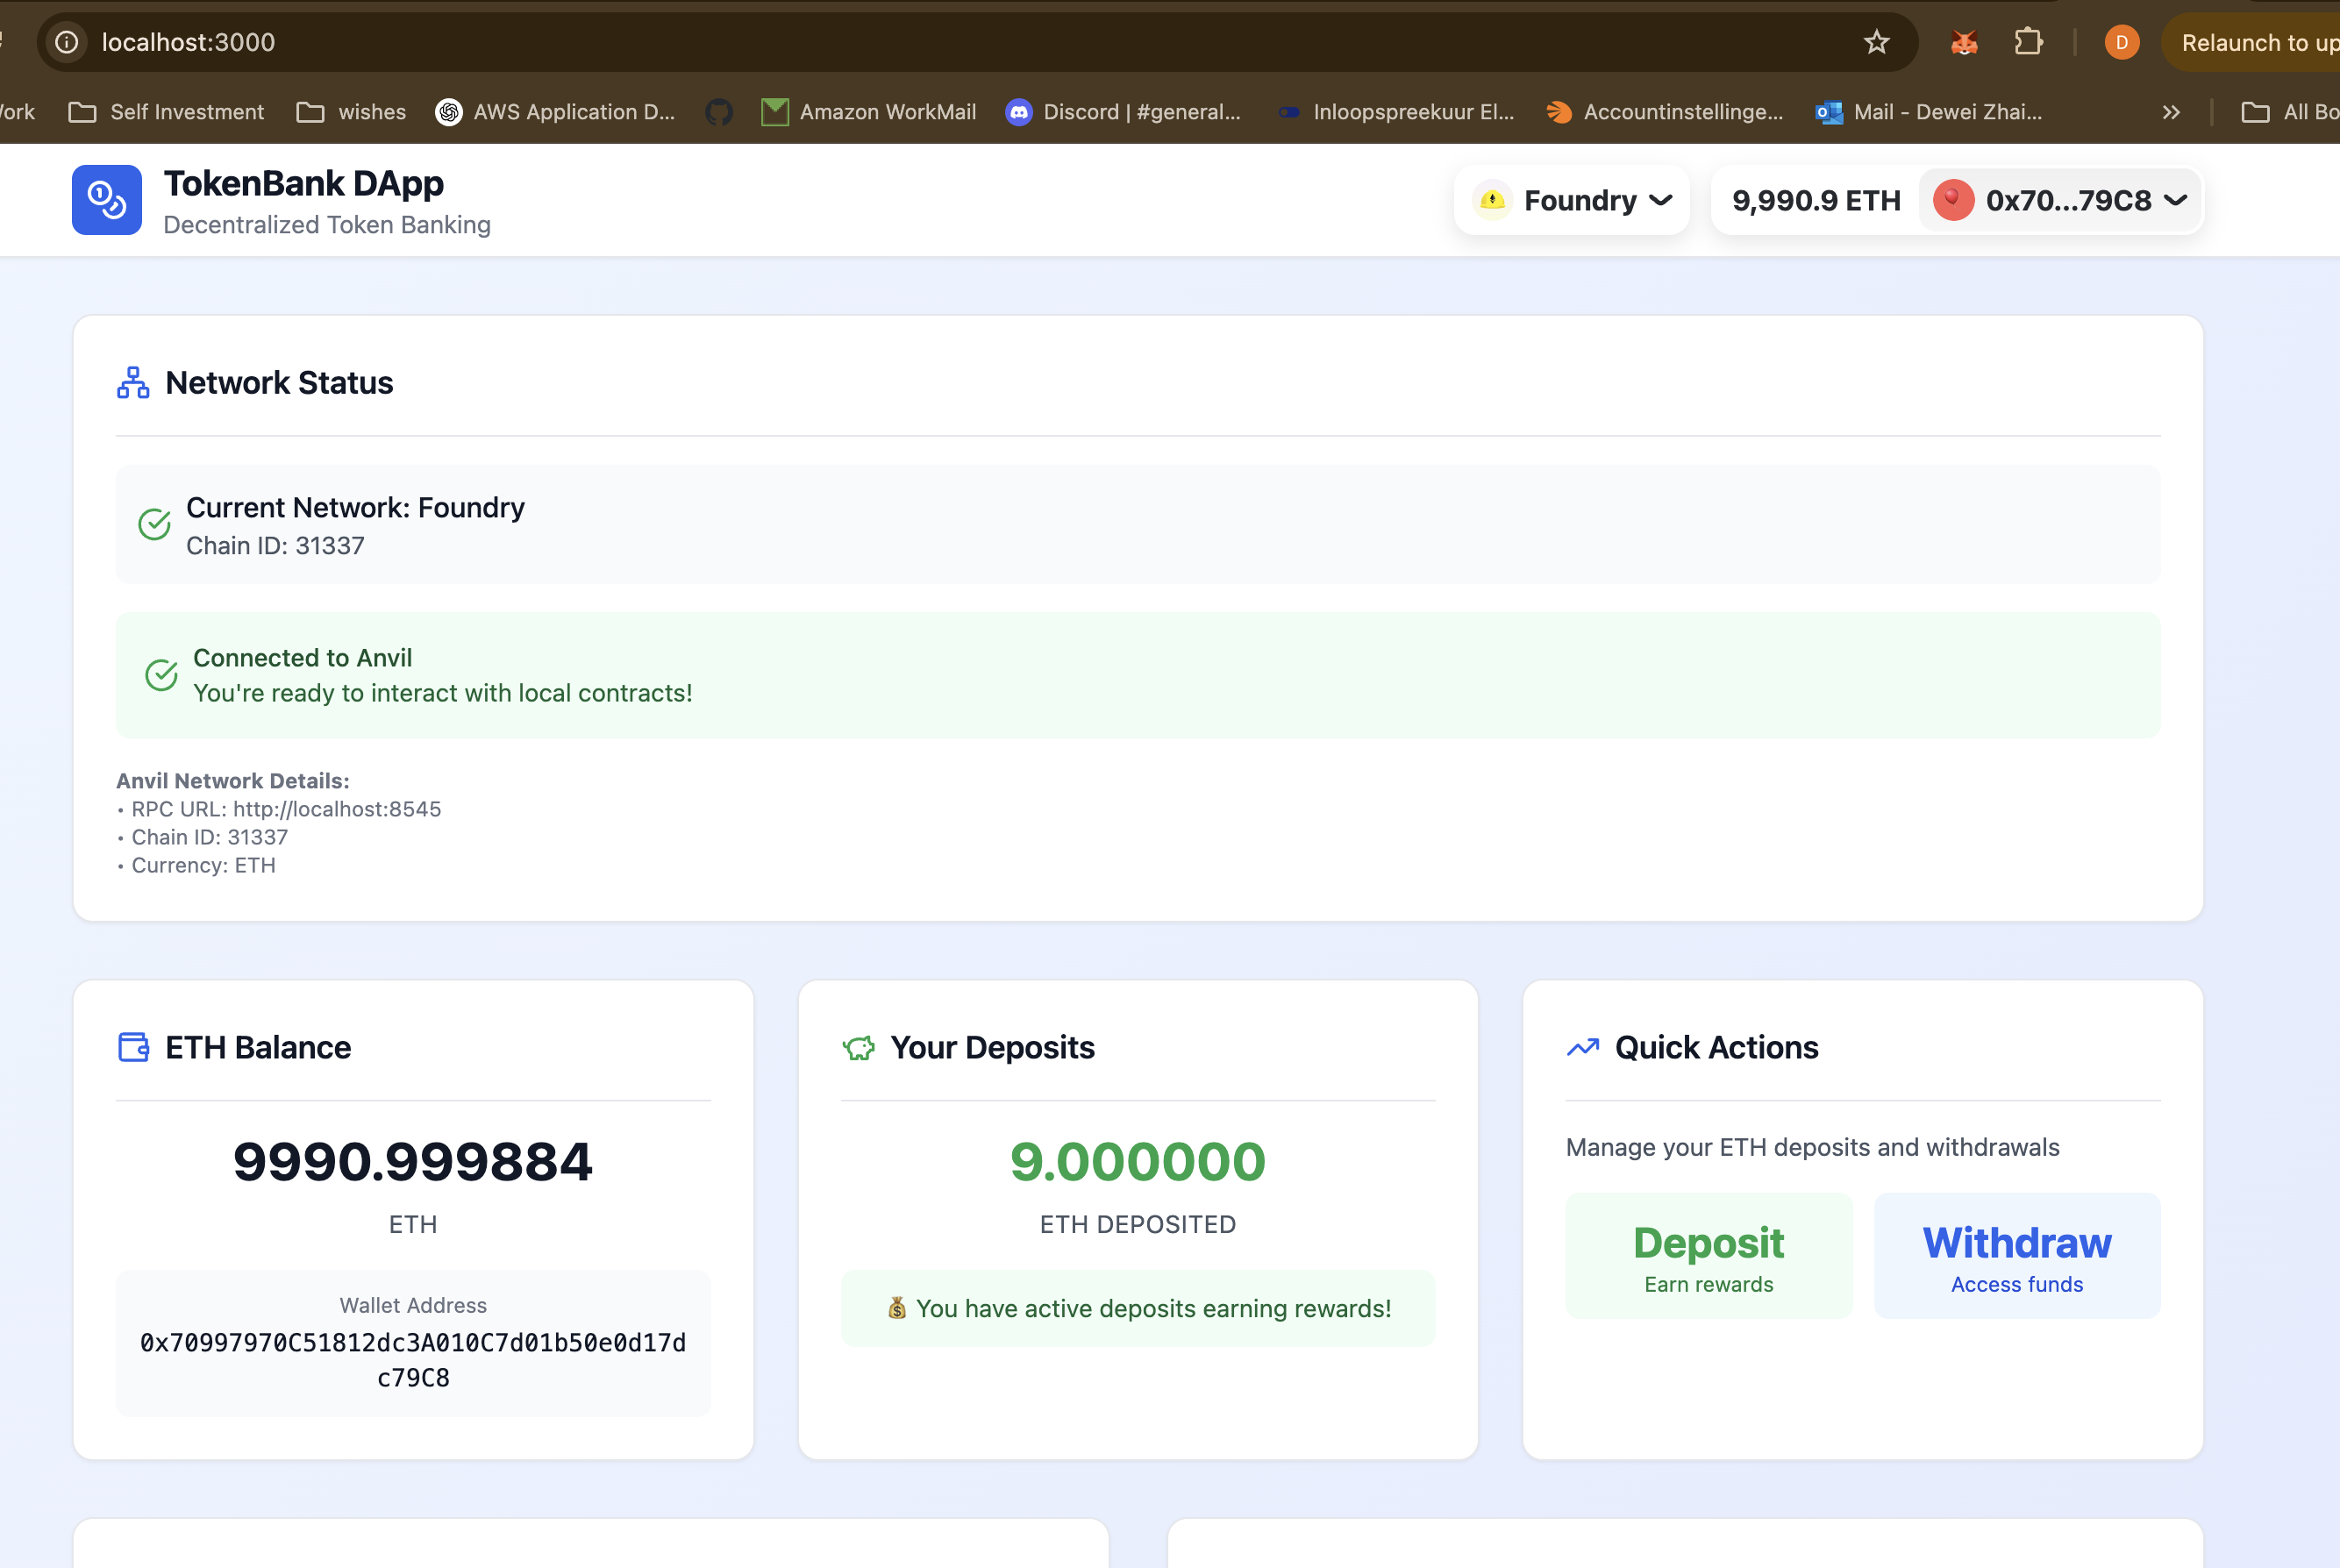 localhost:3000
Relaunch to up
Self Investment
wishes
AWS Application D...
Amazon WorkMail
Discord | #general...
Inloopspreekuur El...
Accountinstellinge...
Mail - Dewei Zhai...
All Bo
D
TokenBank DApp
Decentralized Token Banking
Foundry
9,990.9 ETH
0x70...79C8
Network Status
Current Network: Foundry
Chain ID: 31337
Connected to Anvil
You're ready to interact with local contracts!
Anvil Network Details:
• RPC URL: http://localhost:8545
• Chain ID: 31337
• Currency: ETH
ETH Balance
9990.999884
ETH
Wallet Address
0x70997970C51812dc3A010C7d01b50e0d17d
c79C8
Your Deposits
9.000000
ETH DEPOSITED
💰 You have active deposits earning rewards!
Quick Actions
Manage your ETH deposits and withdrawals
Deposit
Earn rewards
Withdraw
Access funds